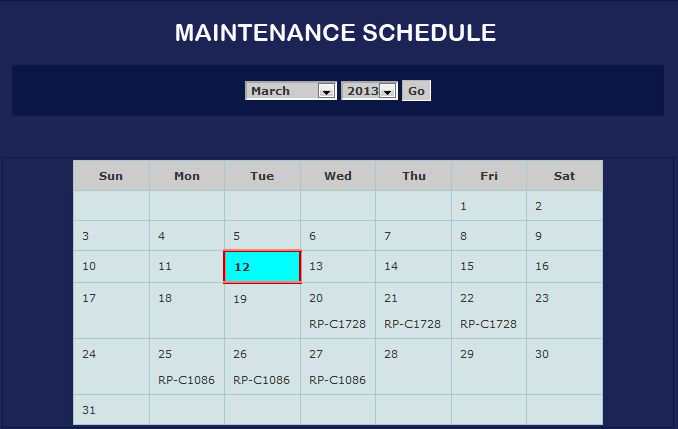 MAINTENANCE SCHEDULE
March 2013 Go
Sun Mon Tue Wed Thu Fri Sat
1 2
3 4 5 6 7 8 9
10 11 12 13 14 15 16
17 18 19 20 21 22 23
RP-C1728 RP-C1728 RP-C1728
24 25 26 27 28 29 30
RP-C1086 RP-C1086 RP-C1086
31